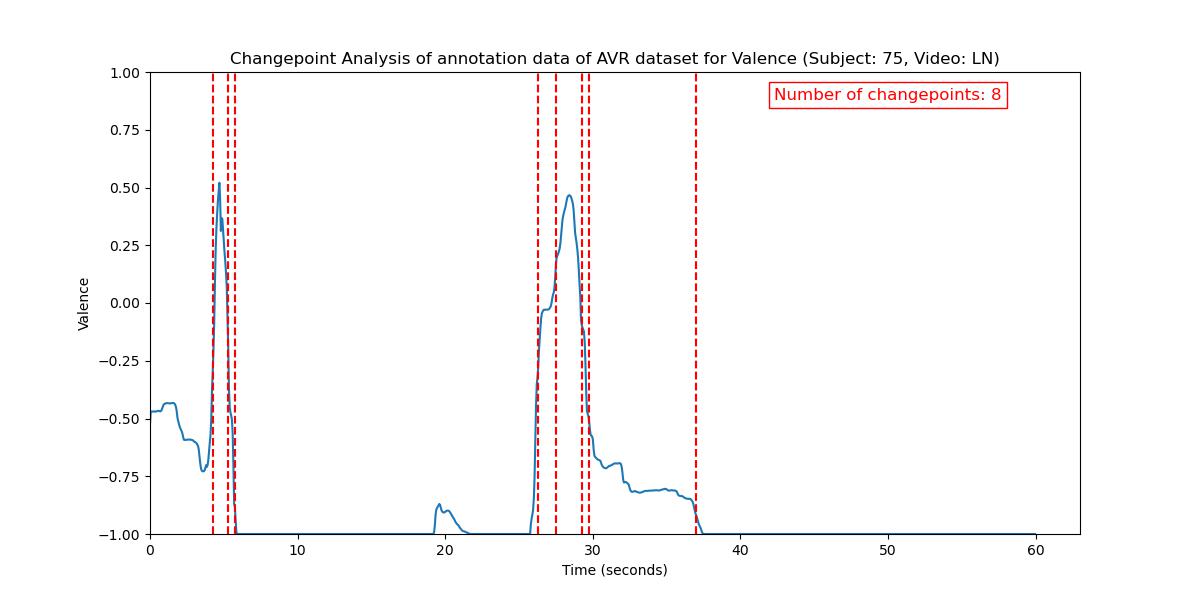 Changepoint Analysis of annotation data of AVR dataset for Valence (Subject: 75, Video: LN)
Number of changepoints: 8
Valence
1.00
0.75
0.50
0.25
0.00
−0.25
−0.50
−0.75
−1.00
0 10 20 30 40 50 60
Time (seconds)